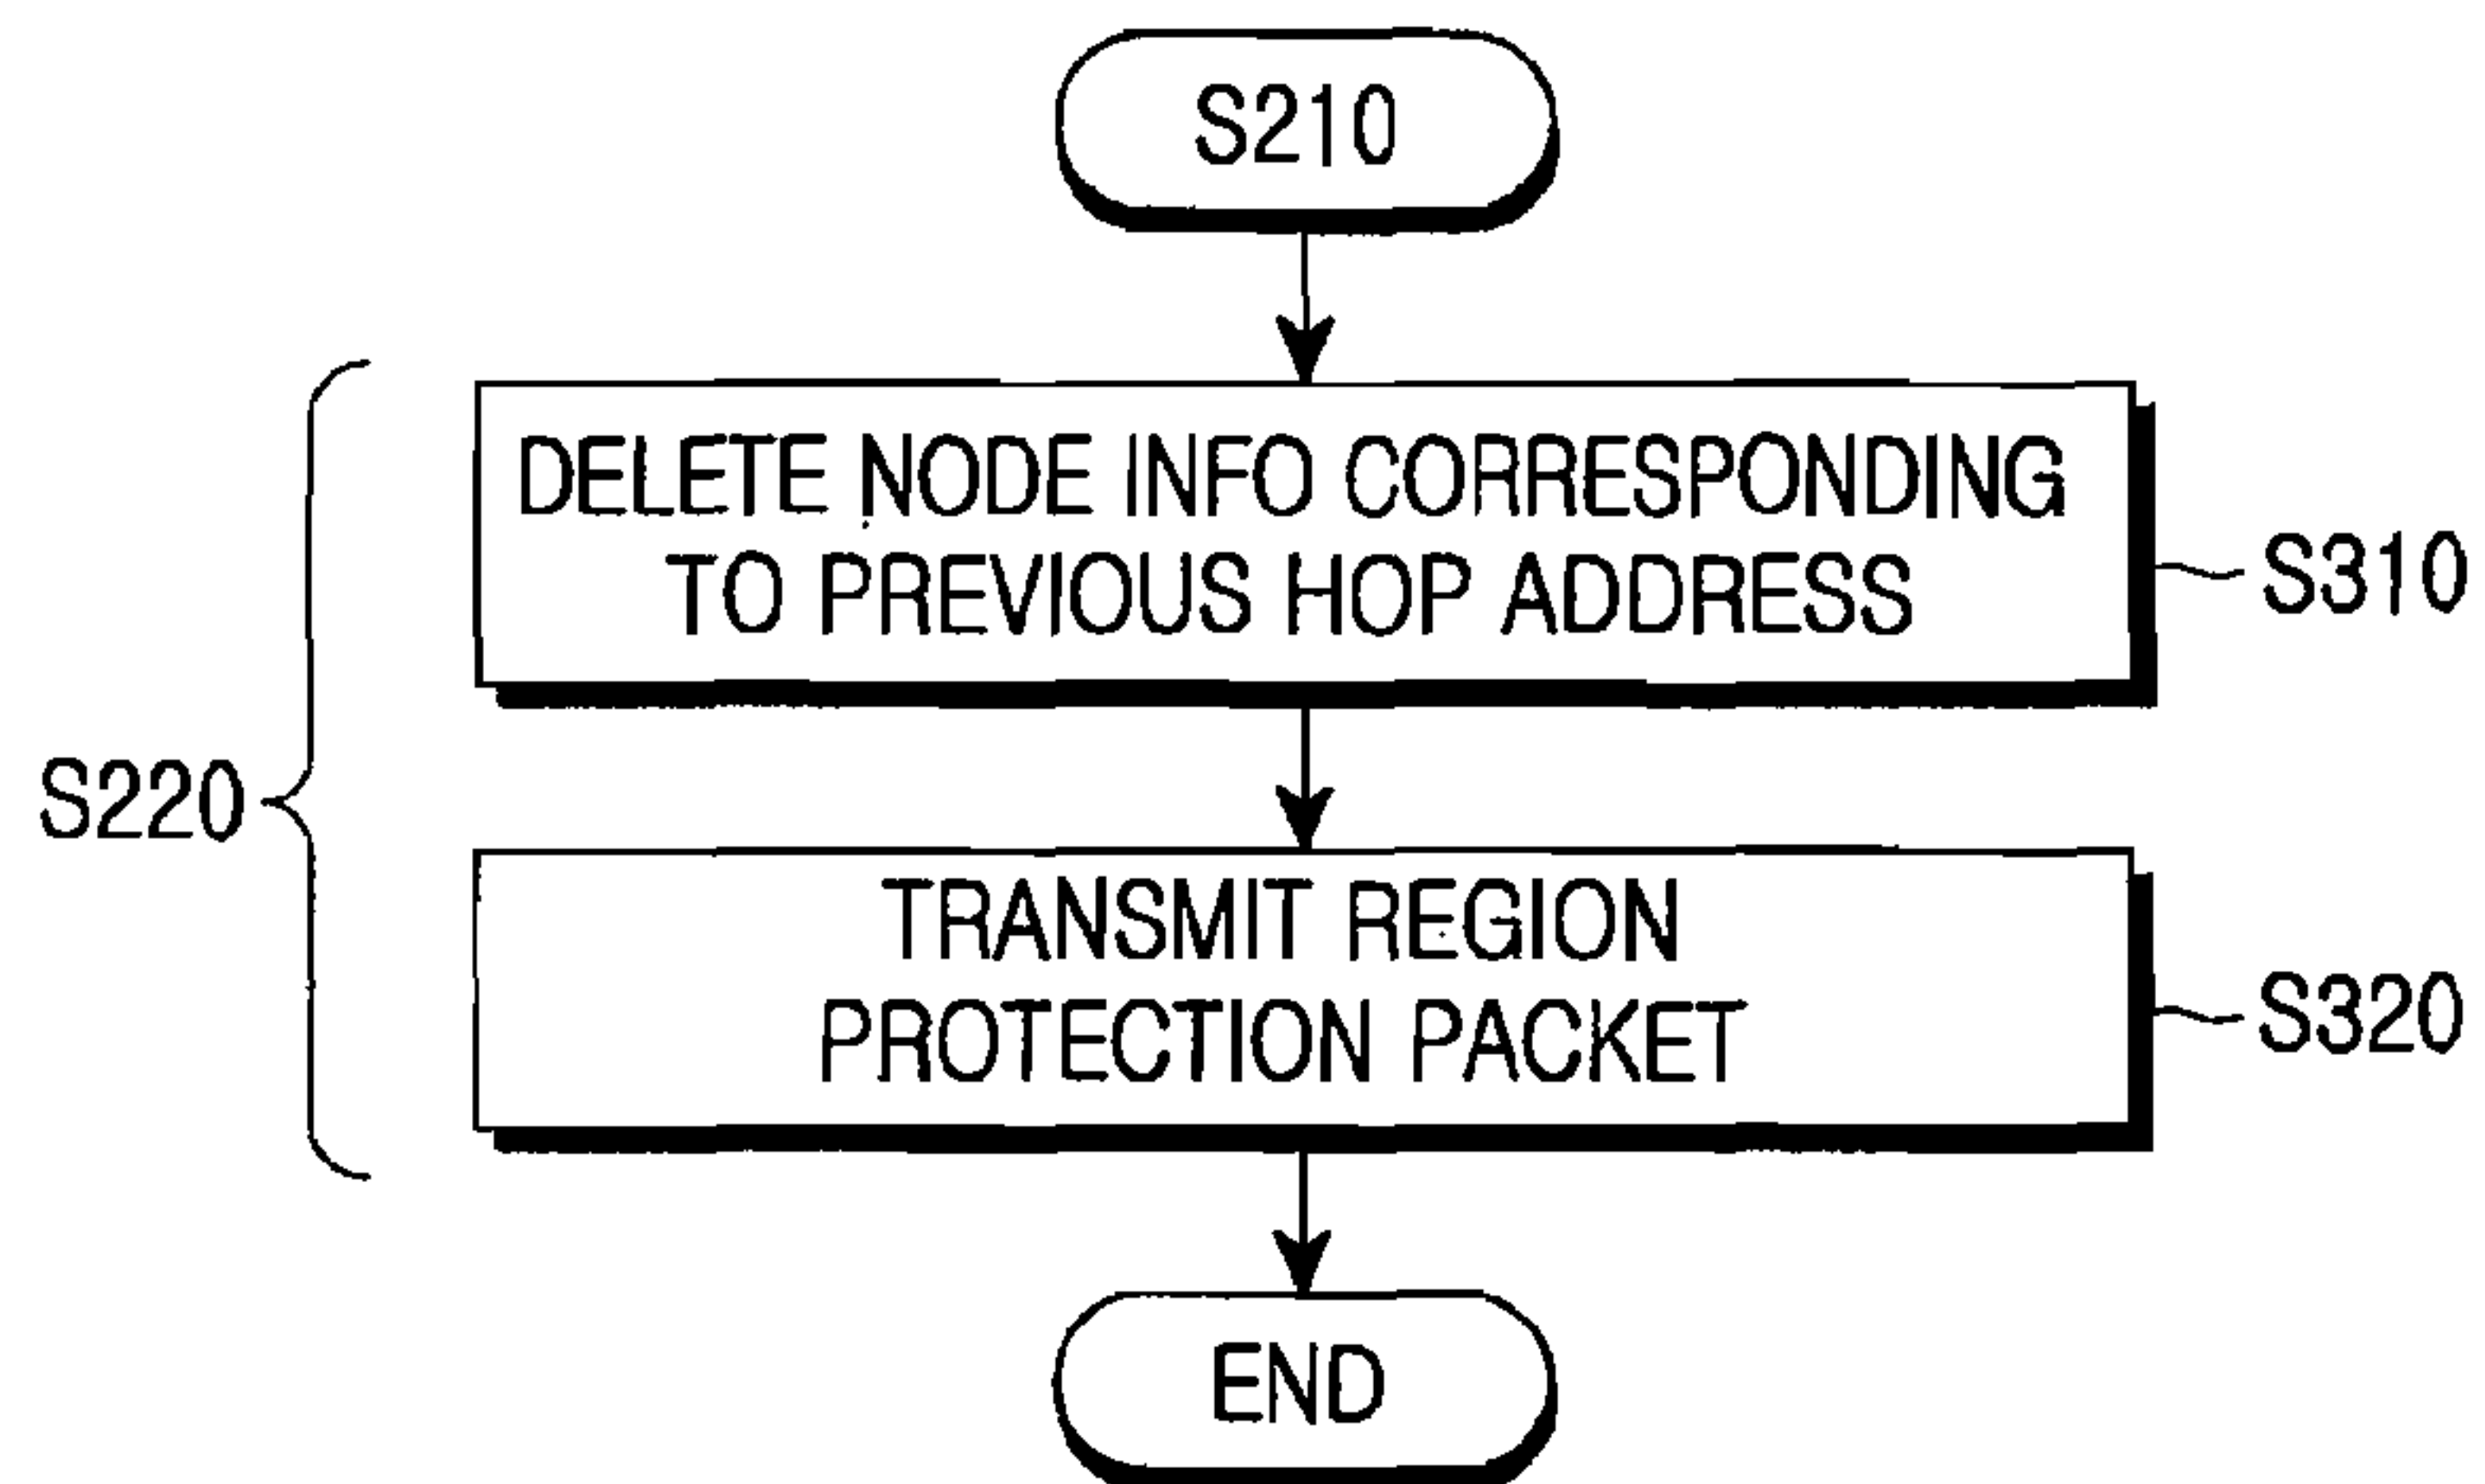 S210
DELETE NODE INFO CORRESPONDING
TO PREVIOUS HOP ADDRESS
S310
S220
TRANSMIT REGION
PROTECTION PACKET
S320
END